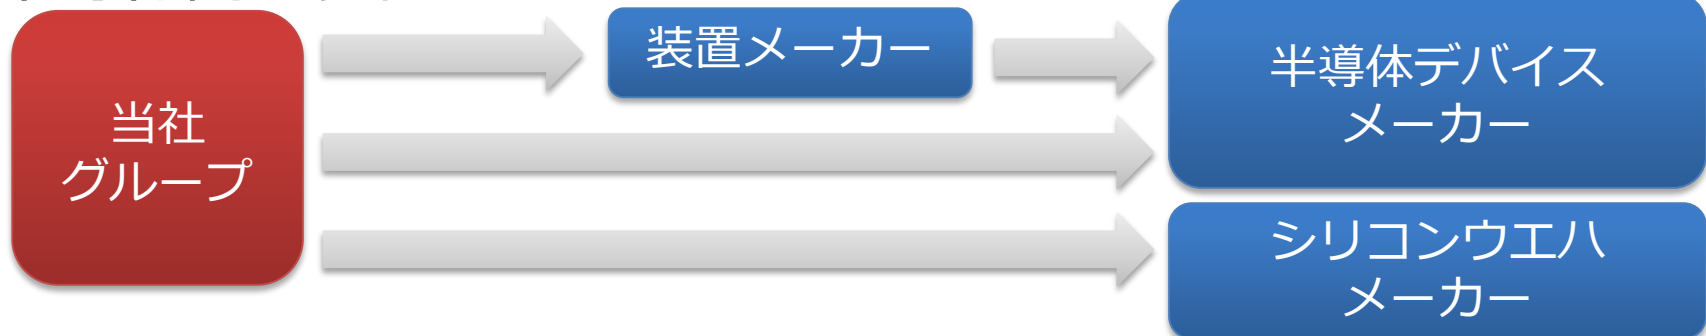 当社
グループ
装置メーカー
半導体デバイス
メーカー
シリコンウエハ
メーカー